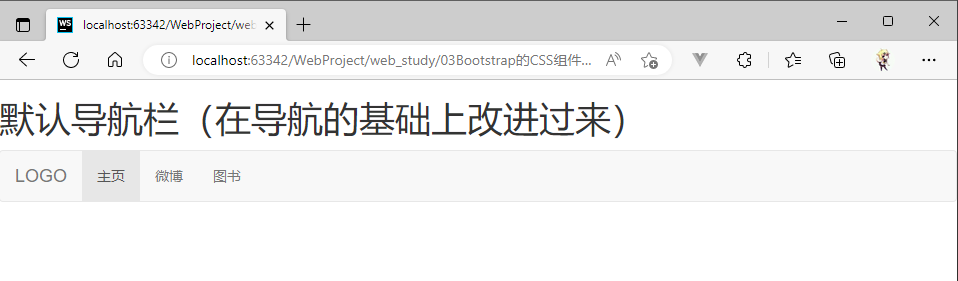 WS localhost:63342/WebProject/web
localhost:63342/WebProject/web_study/03Bootstrap的CSS组件...
默认导航栏（在导航的基础上改进过来）
LOGO 主页 微博 图书